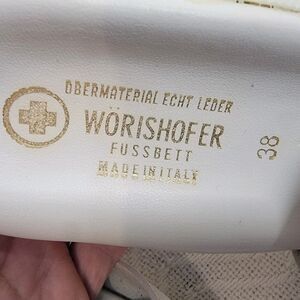 OBERMATERIAL ECHT LEDER
WÖRISHOFER
FUSSBETT
MADE IN ITALY
38